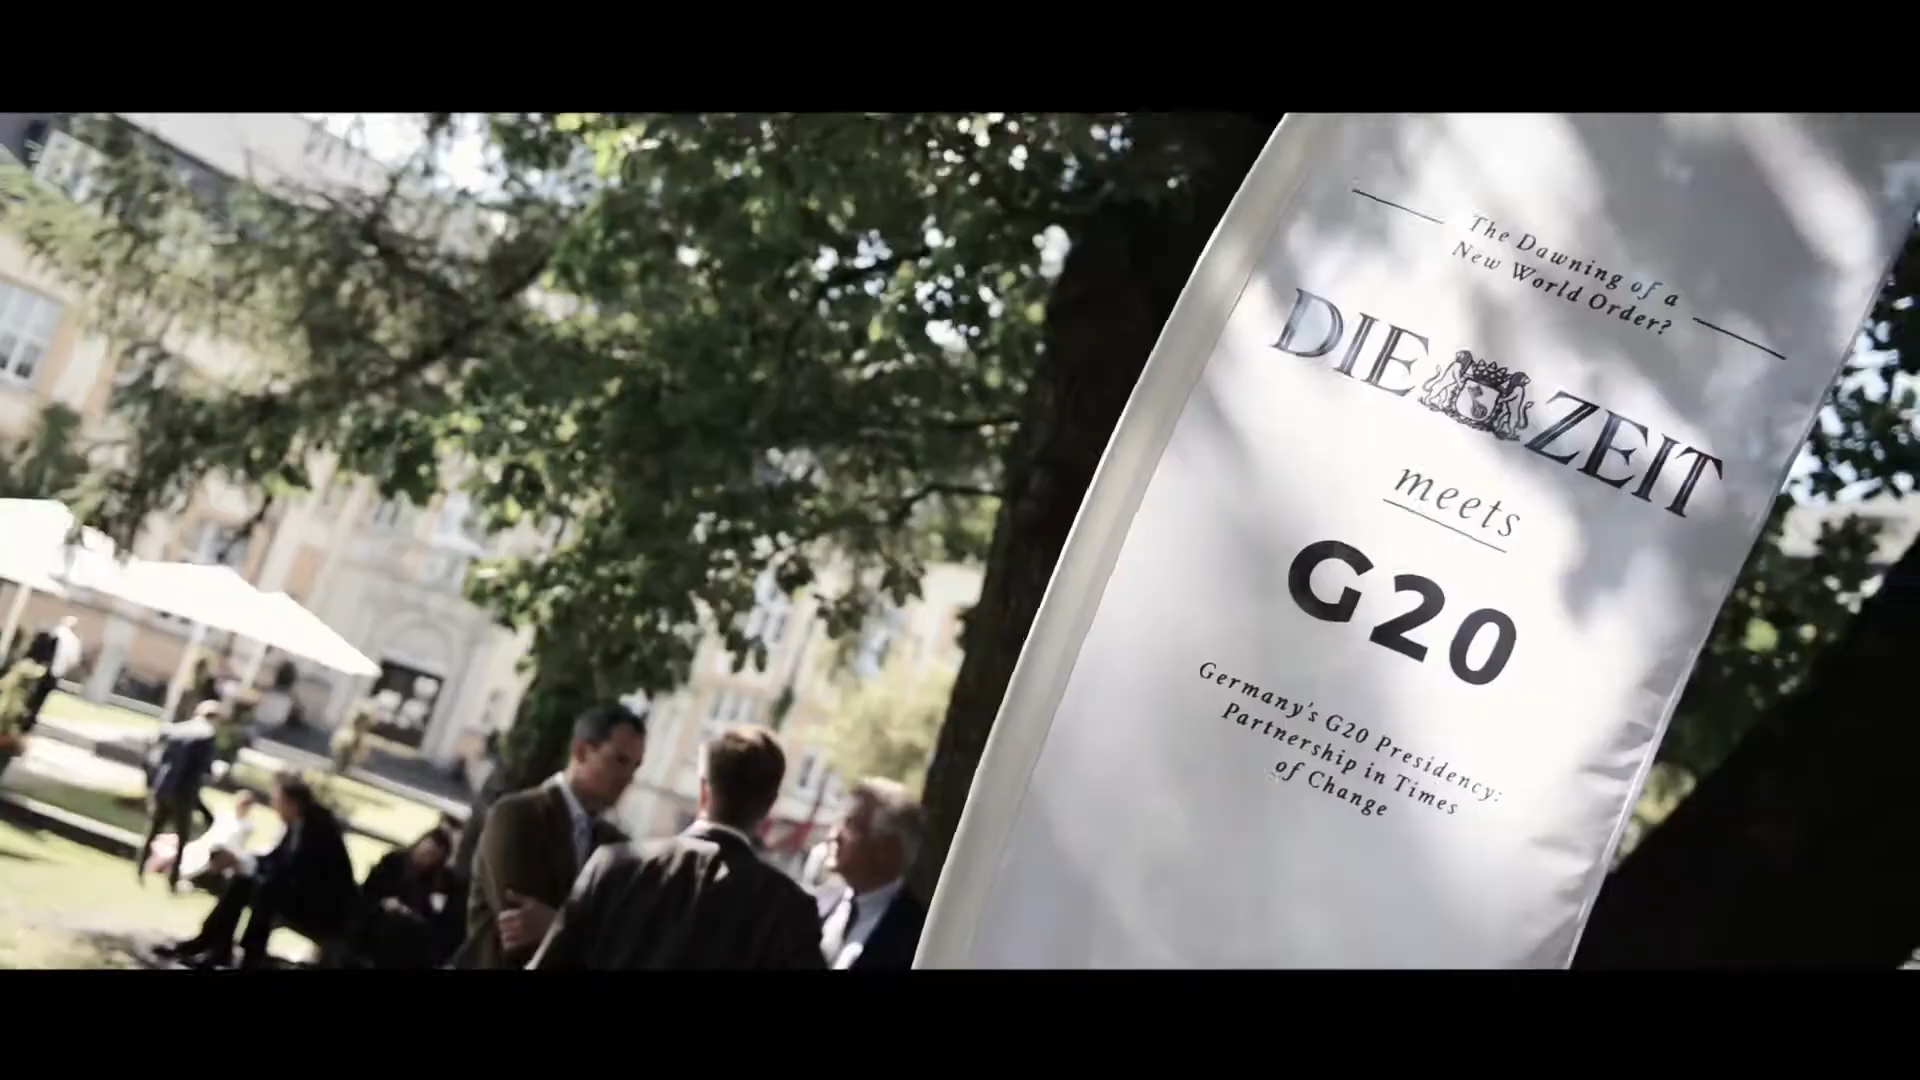 The Dawning of a
New World Order?
DIE ZEIT
meets
G20
Germany's G20 Presidency:
Partnership in Times
of Change